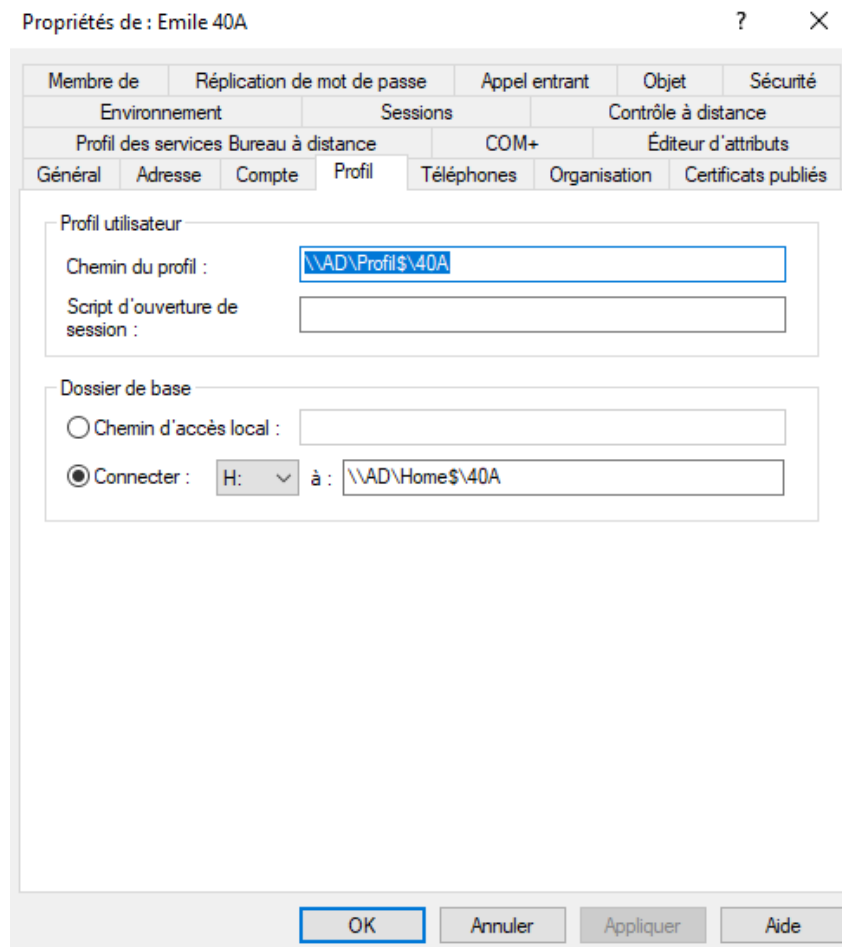 Propriétés de : Emile 40A ? ×
Membre de Réplication de mot de passe Appel entrant Objet Sécurité
Environnement Sessions Contrôle à distance
Profil des services Bureau à distance COM+ Éditeur d'attributs
Général Adresse Compte Profil Téléphones Organisation Certificats publiés
Profil utilisateur
Chemin du profil : \\AD\Profil$\40A
Script d'ouverture de
session :
Dossier de base
Chemin d'accès local :
Connecter : H: à : \\AD\Home$\40A
OK Annuler Appliquer Aide